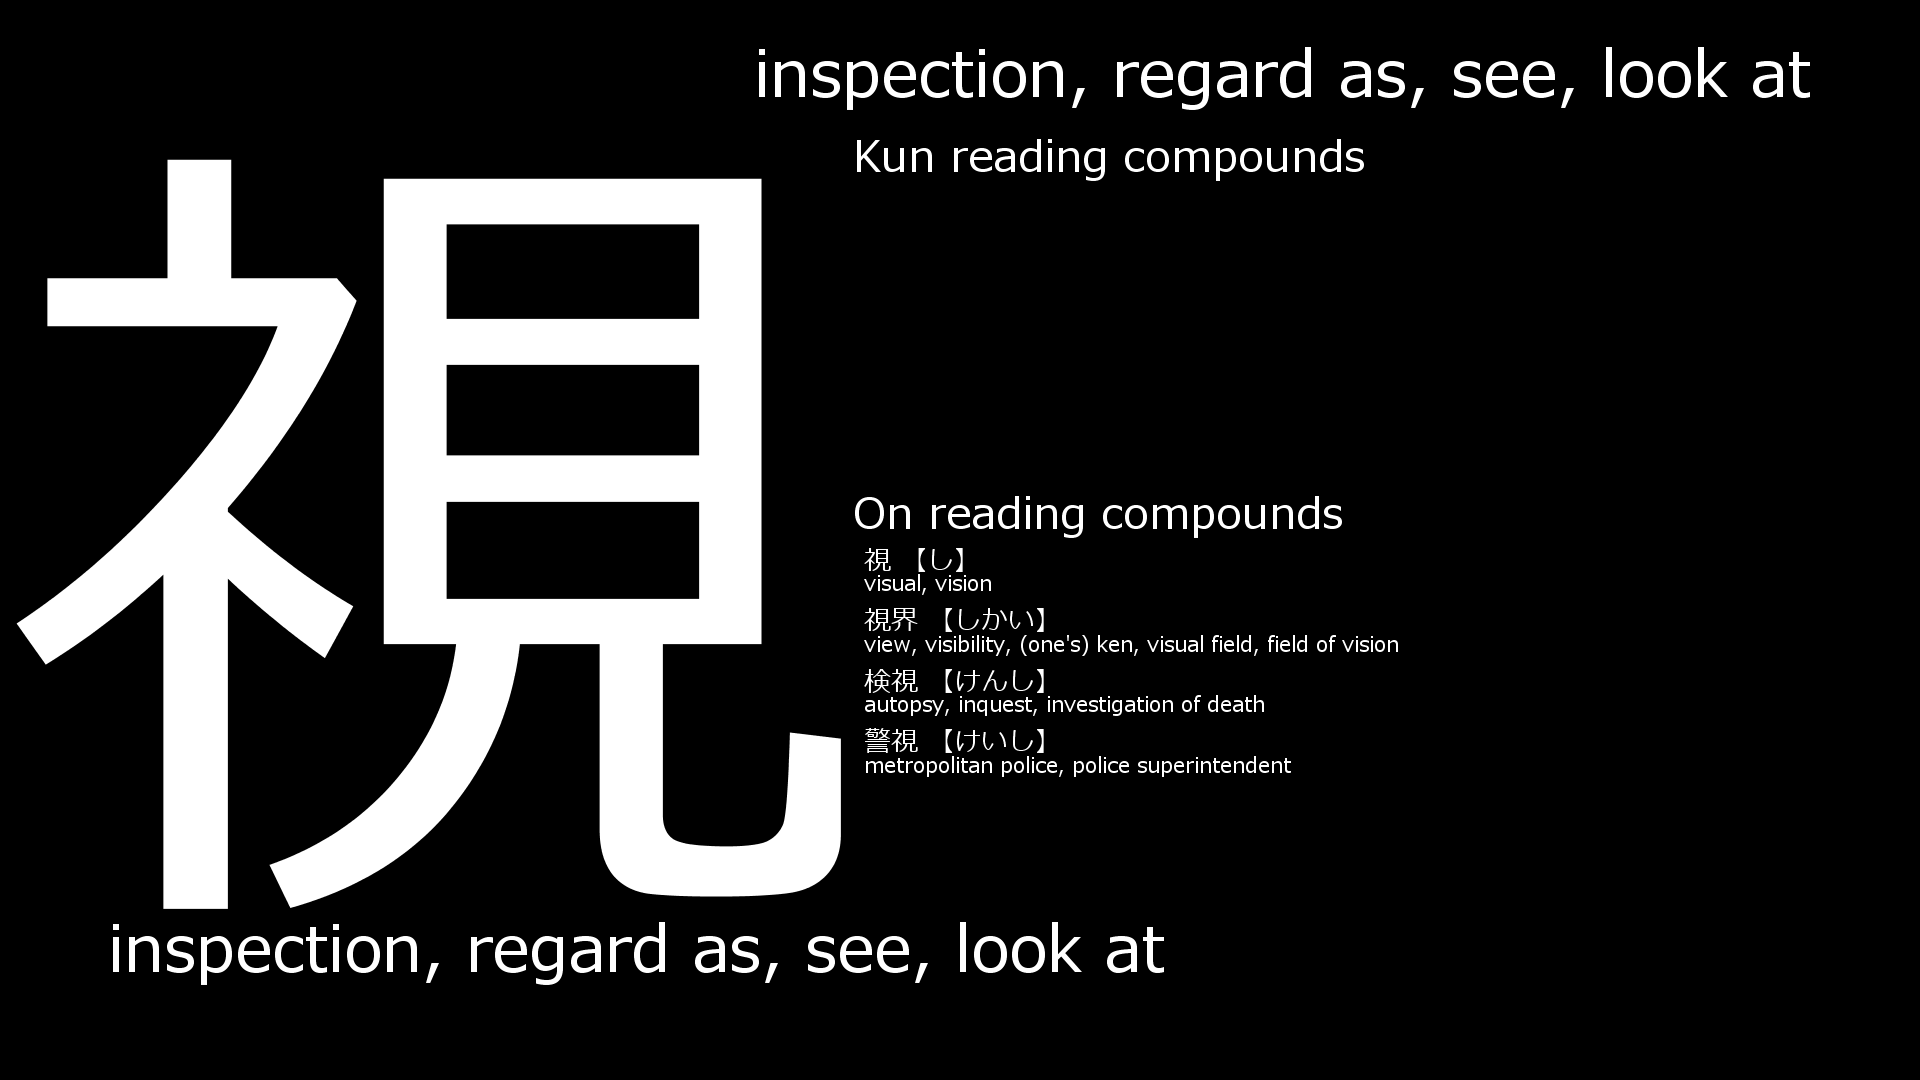 inspection, regard as, see, look at
Kun reading compounds
視
On reading compounds
視 【し】
visual, vision
視界 【しかい】
view, visibility, (one's) ken, visual field, field of vision
検視 【けんし】
autopsy, inquest, investigation of death
警視 【けいし】
metropolitan police, police superintendent
inspection, regard as, see, look at